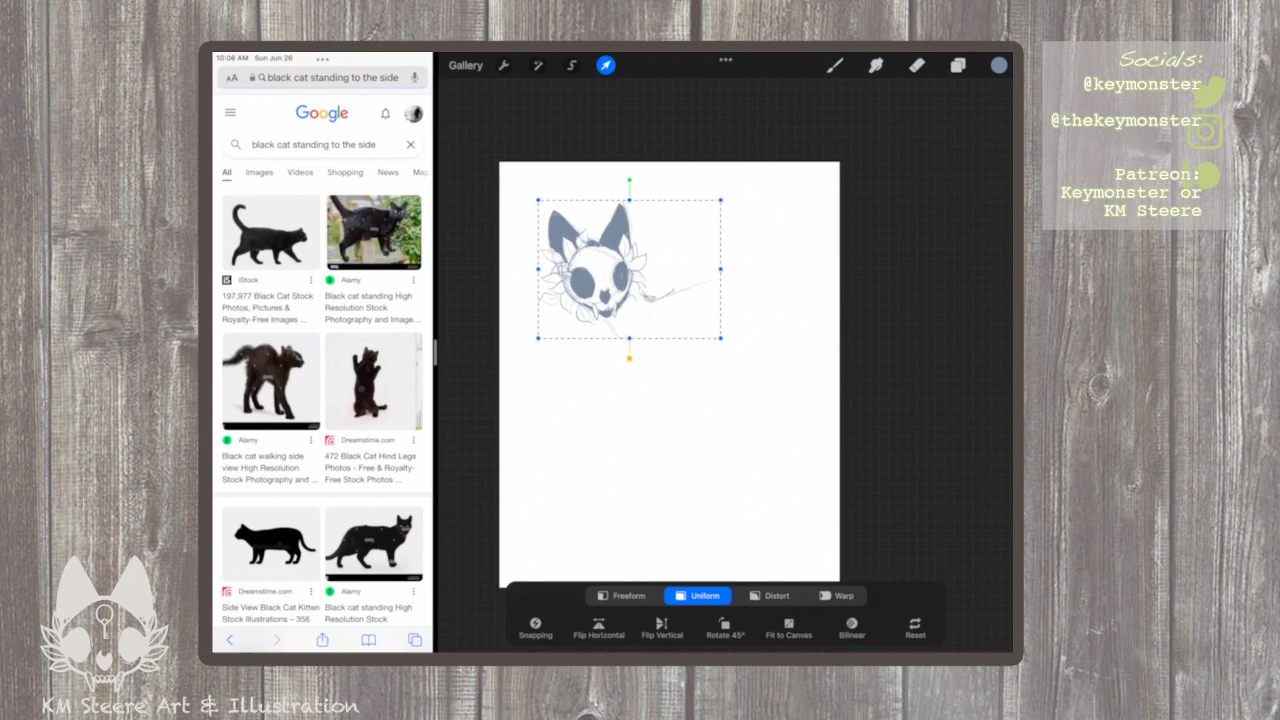 10:06 AM Sun Jun 26
AA black cat standing to the side
Google
black cat standing to the side
All Images Videos Shopping News
iStock
197,977 Black Cat Stock
Photos, Pictures &
Royalty-Free Images ...
Alamy
Black cat standing High
Resolution Stock
Photography and Image...
Alamy
Black cat walking side
view High Resolution
Stock Photography and ...
Dreamstime.com
472 Black Cat Hind Legs
Photos - Free & Royalty-
Free Stock Photos ...
Dreamstime.com
Side View Black Cat Kitten
Stock Illustrations – 356
Alamy
Black cat standing High
Resolution Stock
Gallery
Freeform Uniform Distort Warp
Snapping Flip Horizontal Flip Vertical Rotate 45° Fit to Canvas Bilinear Reset
Socials:
@keymonster
@thekeymonster
Patreon:
Keymonster or
KM Steere
KM Steere Art & Illustration